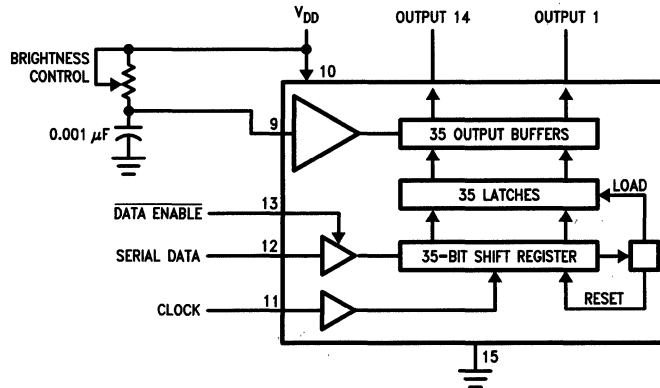 V_DD
OUTPUT 14
OUTPUT 1
BRIGHTNESS
CONTROL
10
9
0.001 μF
35 OUTPUT BUFFERS
35 LATCHES
LOAD
DATA ENABLE
13
SERIAL DATA
12
35-BIT SHIFT REGISTER
CLOCK
11
RESET
15